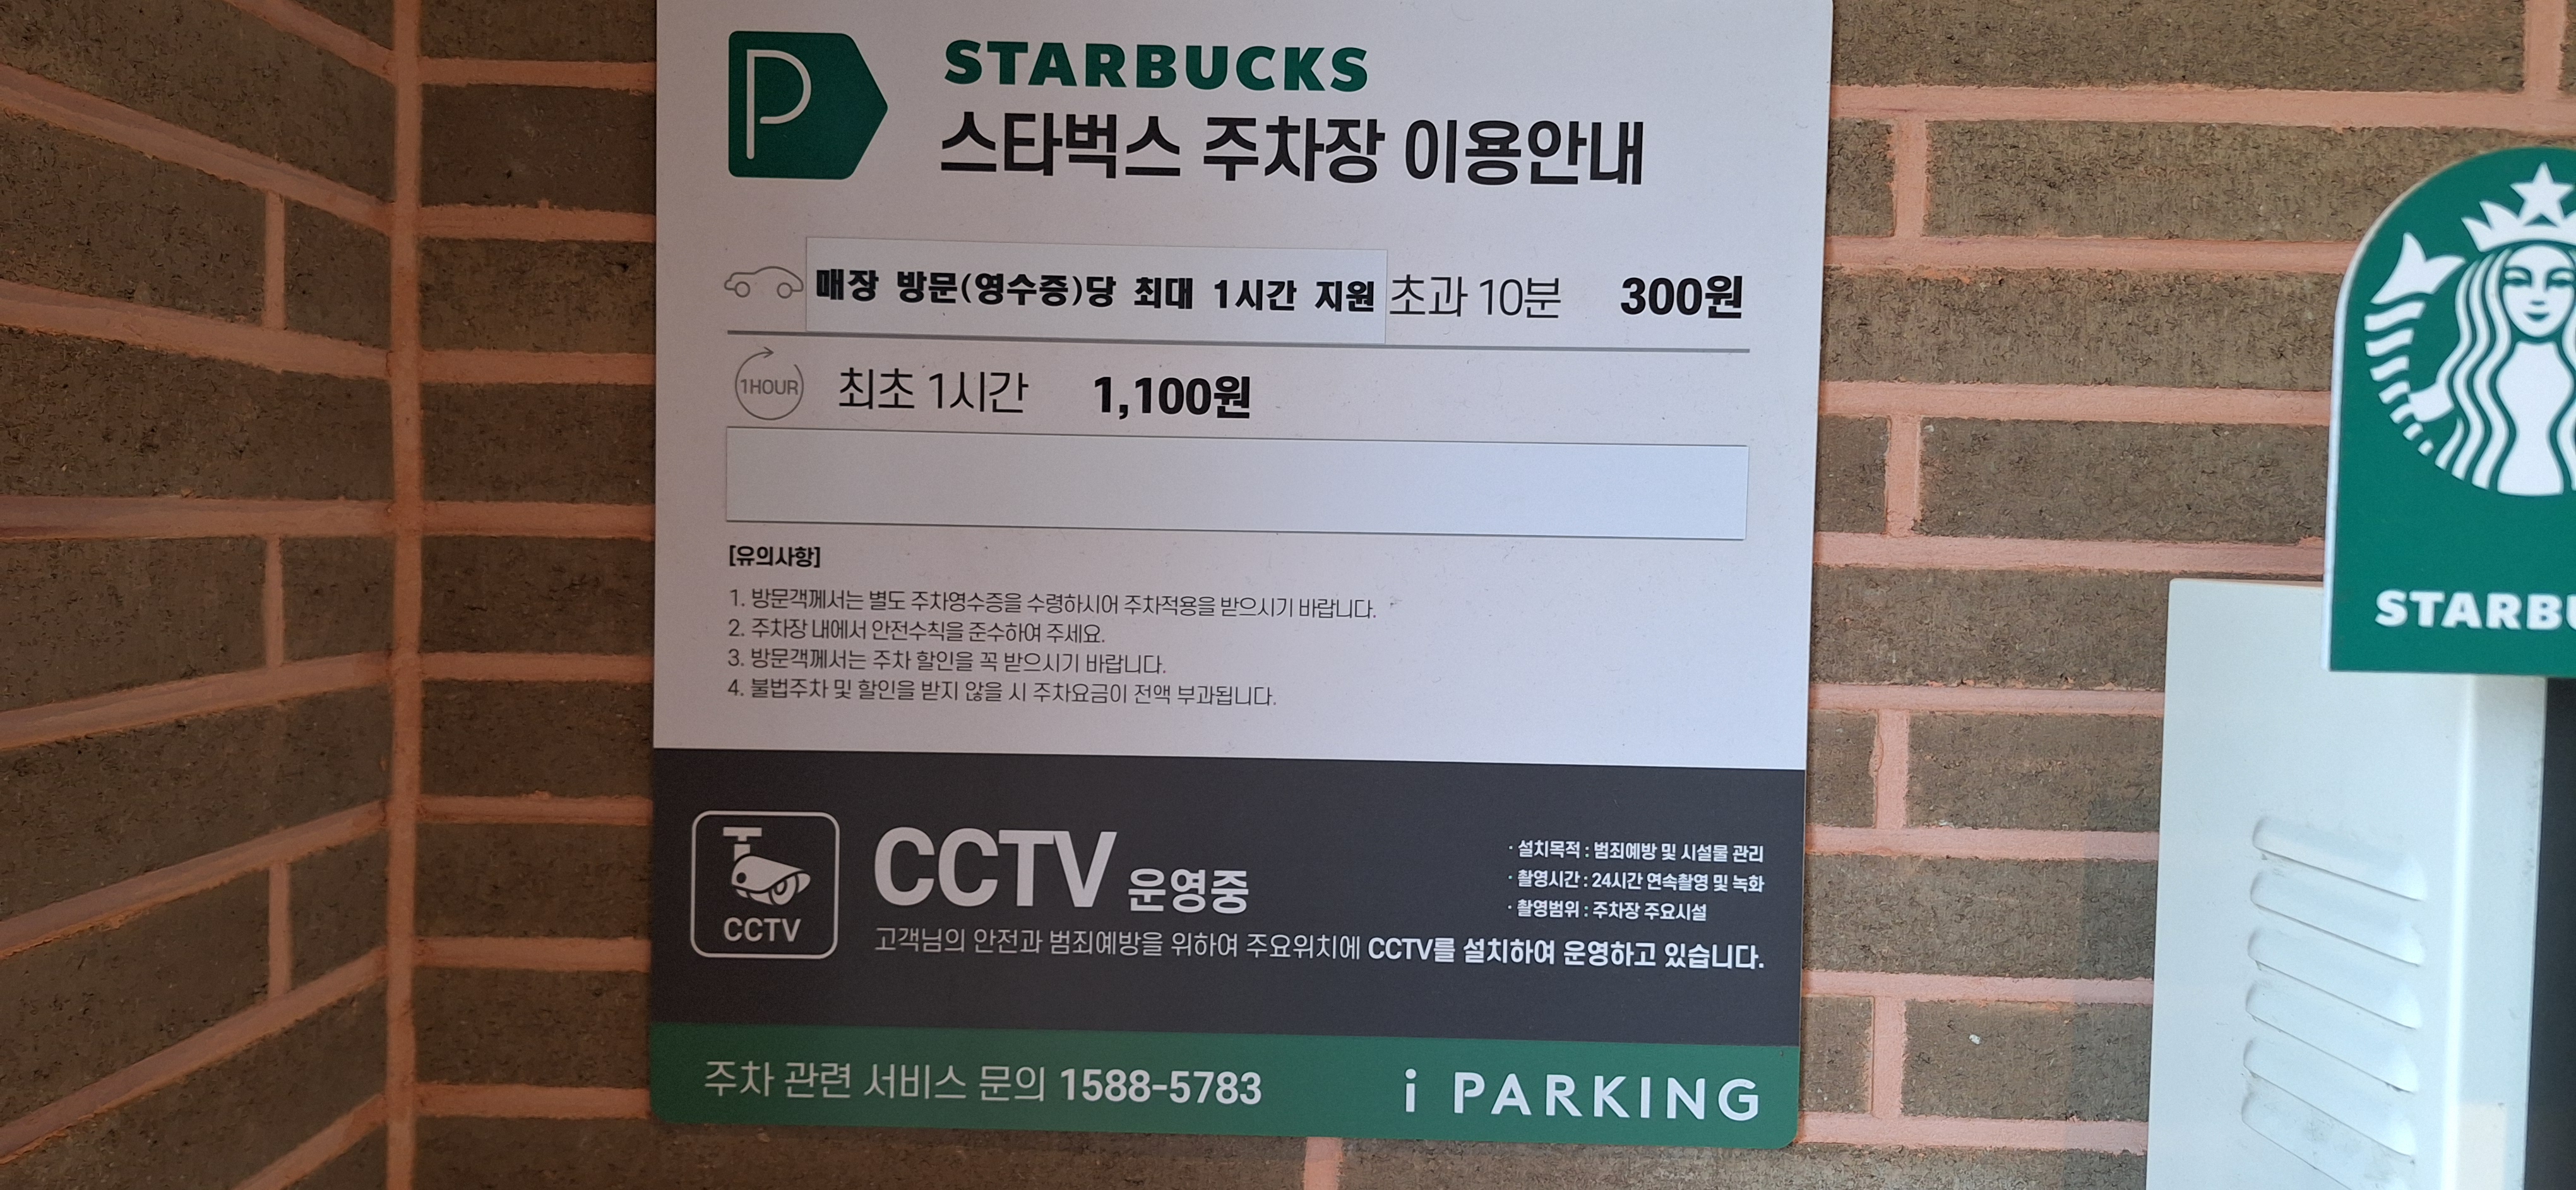 P
STARBUCKS
스타벅스 주차장 이용안내
매장 방문(영수증)당 최대 1시간 지원 초과 10분 300원
1HOUR 최초 1시간 1,100원
[유의사항]
1. 방문객께서는 별도 주차영수증을 수령하시어 주차적용을 받으시기 바랍니다.
2. 주차장 내에서 안전수칙을 준수하여 주세요.
3. 방문객께서는 주차 할인을 꼭 받으시기 바랍니다.
4. 불법주차 및 할인을 받지 않을 시 주차요금이 전액 부과됩니다.
CCTV
CCTV 운영중
· 설치목적 : 범죄예방 및 시설물 관리
· 촬영시간 : 24시간 연속촬영 및 녹화
· 촬영범위 : 주차장 주요시설
고객님의 안전과 범죄예방을 위하여 주요위치에 CCTV를 설치하여 운영하고 있습니다.
주차 관련 서비스 문의 1588-5783
i PARKING
STARBU